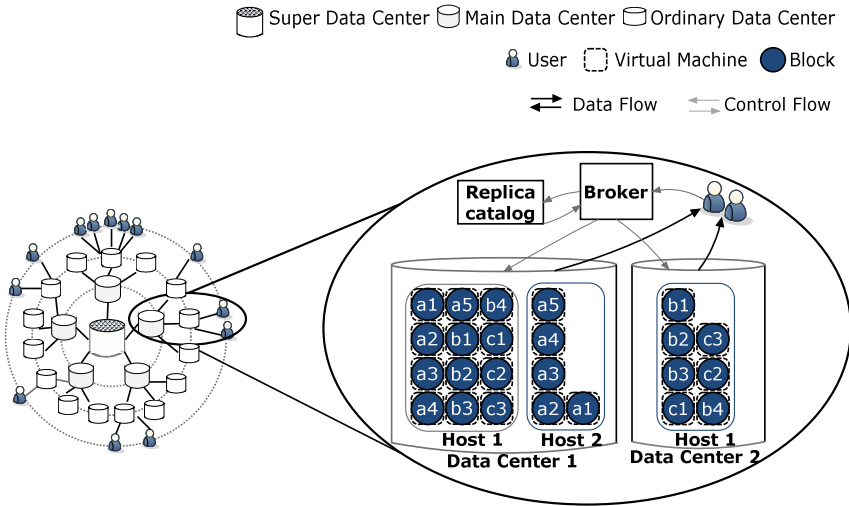 Super Data Center Main Data Center Ordinary Data Center
User Virtual Machine Block
Data Flow Control Flow
Replica
catalog
Broker
a1 a5 b4
a2 b1 c1
a3 b2 c2
a4 b3 c3
Host 1
a5
a4
a3
a2 a1
Host 2
Data Center 1
b1
b2 c3
b3 c2
c1 b4
Host 1
Data Center 2